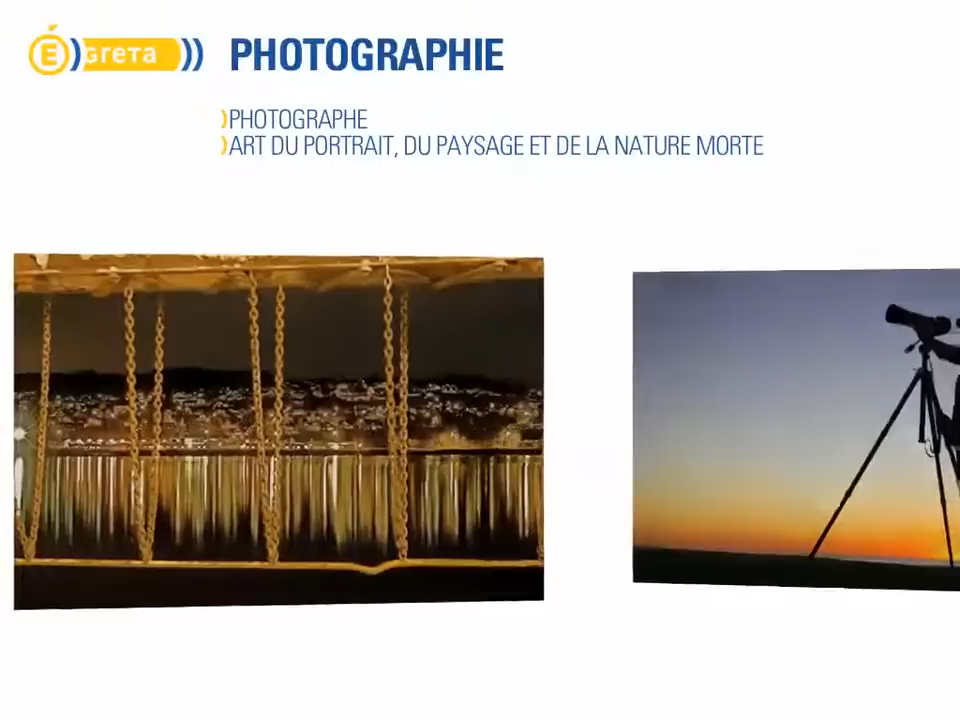 É GRETA
PHOTOGRAPHIE
PHOTOGRAPHE
ART DU PORTRAIT, DU PAYSAGE ET DE LA NATURE MORTE